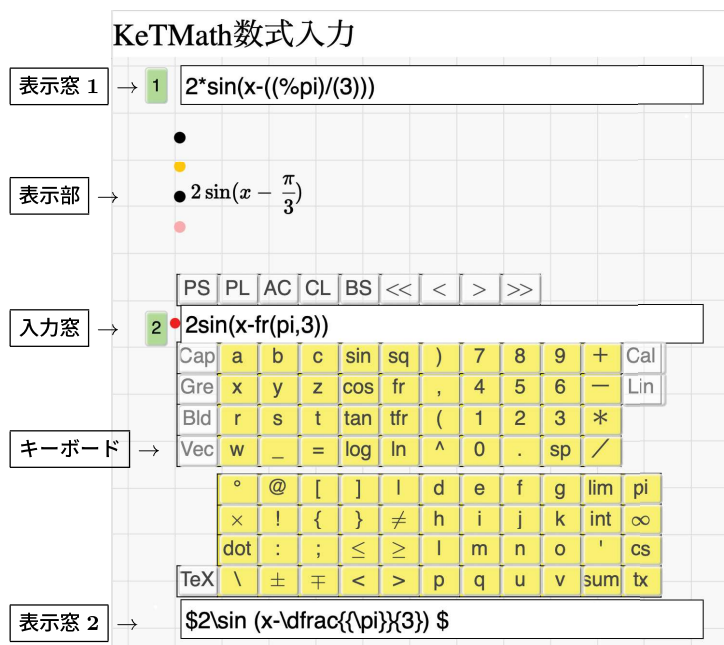 KeTMath数式入力
表示窓 1 → 1 2*sin(x-((%pi)/(3)))
表示部 → 2 sin(x − π/3)
PS PL AC CL BS << < > >>
入力窓 → 2 2sin(x-fr(pi,3))
Cap a b c sin sq ) 7 8 9 + Cal
Gre x y z cos fr , 4 5 6 − Lin
Bld r s t tan tfr ( 1 2 3 *
キーボード → Vec w _ = log ln ^ 0 . sp /
° @ [ ] l d e f g lim pi
× ! { } ≠ h i j k int ∞
dot : ; ≤ ≥ l m n o ' cs
TeX \ ± ∓ < > p q u v sum tx
表示窓 2 → $2\sin (x-\dfrac{{\pi}}{3}) $